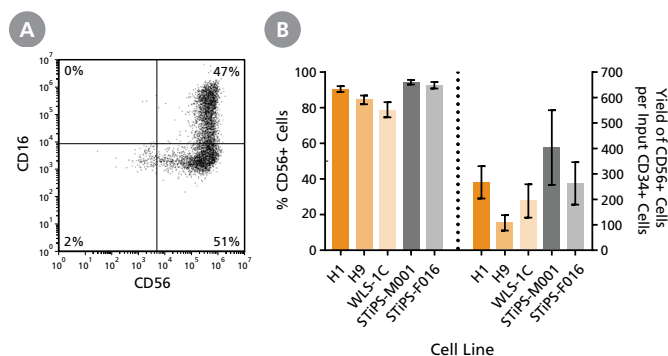 A
CD16
10^7
10^6
10^5
10^4
10^3
10^2
10^1
10^0
0% 47%
2% 51%
10^0 10^1 10^2 10^3 10^4 10^5 10^6 10^7
CD56
B
% CD56+ Cells
100
80
60
40
20
0
H1
H9
WLS-1C
STiPS-M001
STiPS-F016
H1
H9
WLS-1C
STiPS-M001
STiPS-F016
Cell Line
700
600
500
400
300
200
100
0
Yield of CD56+ Cells
per Input CD34+ Cells